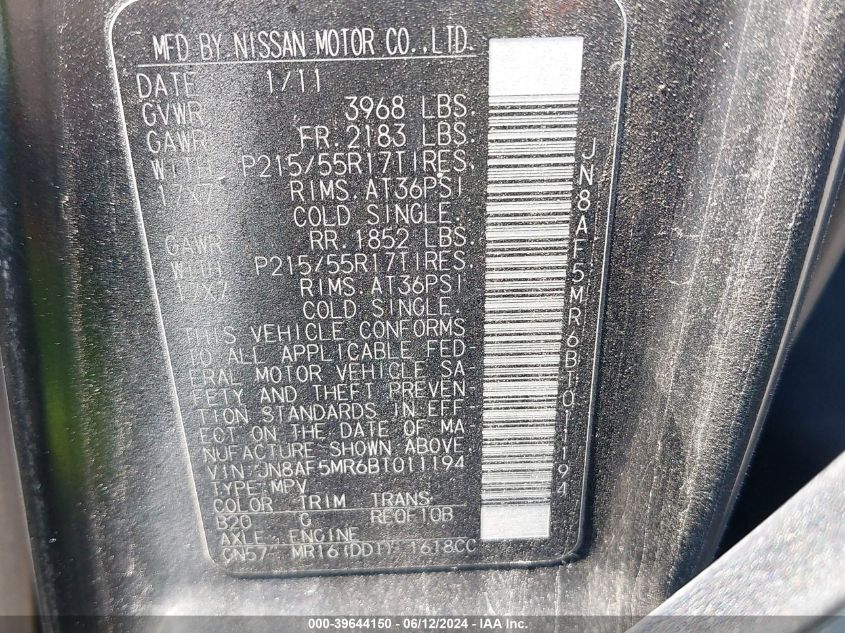 MFD BY NISSAN MOTOR CO.,LTD.
DATE 1/11
GVWR 3968 LBS.
GAWR FR.2183 LBS.
WITH P215/55R17TIRES.
17X7 RIMS.AT36PSI
COLD SINGLE.
GAWR RR.1852 LBS.
WITH P215/55R17TIRES.
17X7 RIMS.AT36PSI
COLD SINGLE.
THIS VEHICLE CONFORMS
TO ALL APPLICABLE FED
ERAL MOTOR VEHICLE SA-
FETY AND THEFT PREVEN
TION STANDARDS IN EFF-
ECT ON THE DATE OF MA
NUFACTURE SHOWN ABOVE.
VIN:JN8AF5MR6BT011194
TYPE:MPV
COLOR TRIM TRANS
B20 G RE0F10B
AXLE ENGINE
CN57 MR16(DDT) 1618CC
JN8AF5MR6BT011194
000-39644150 - 06/12/2024 - IAA, Inc.